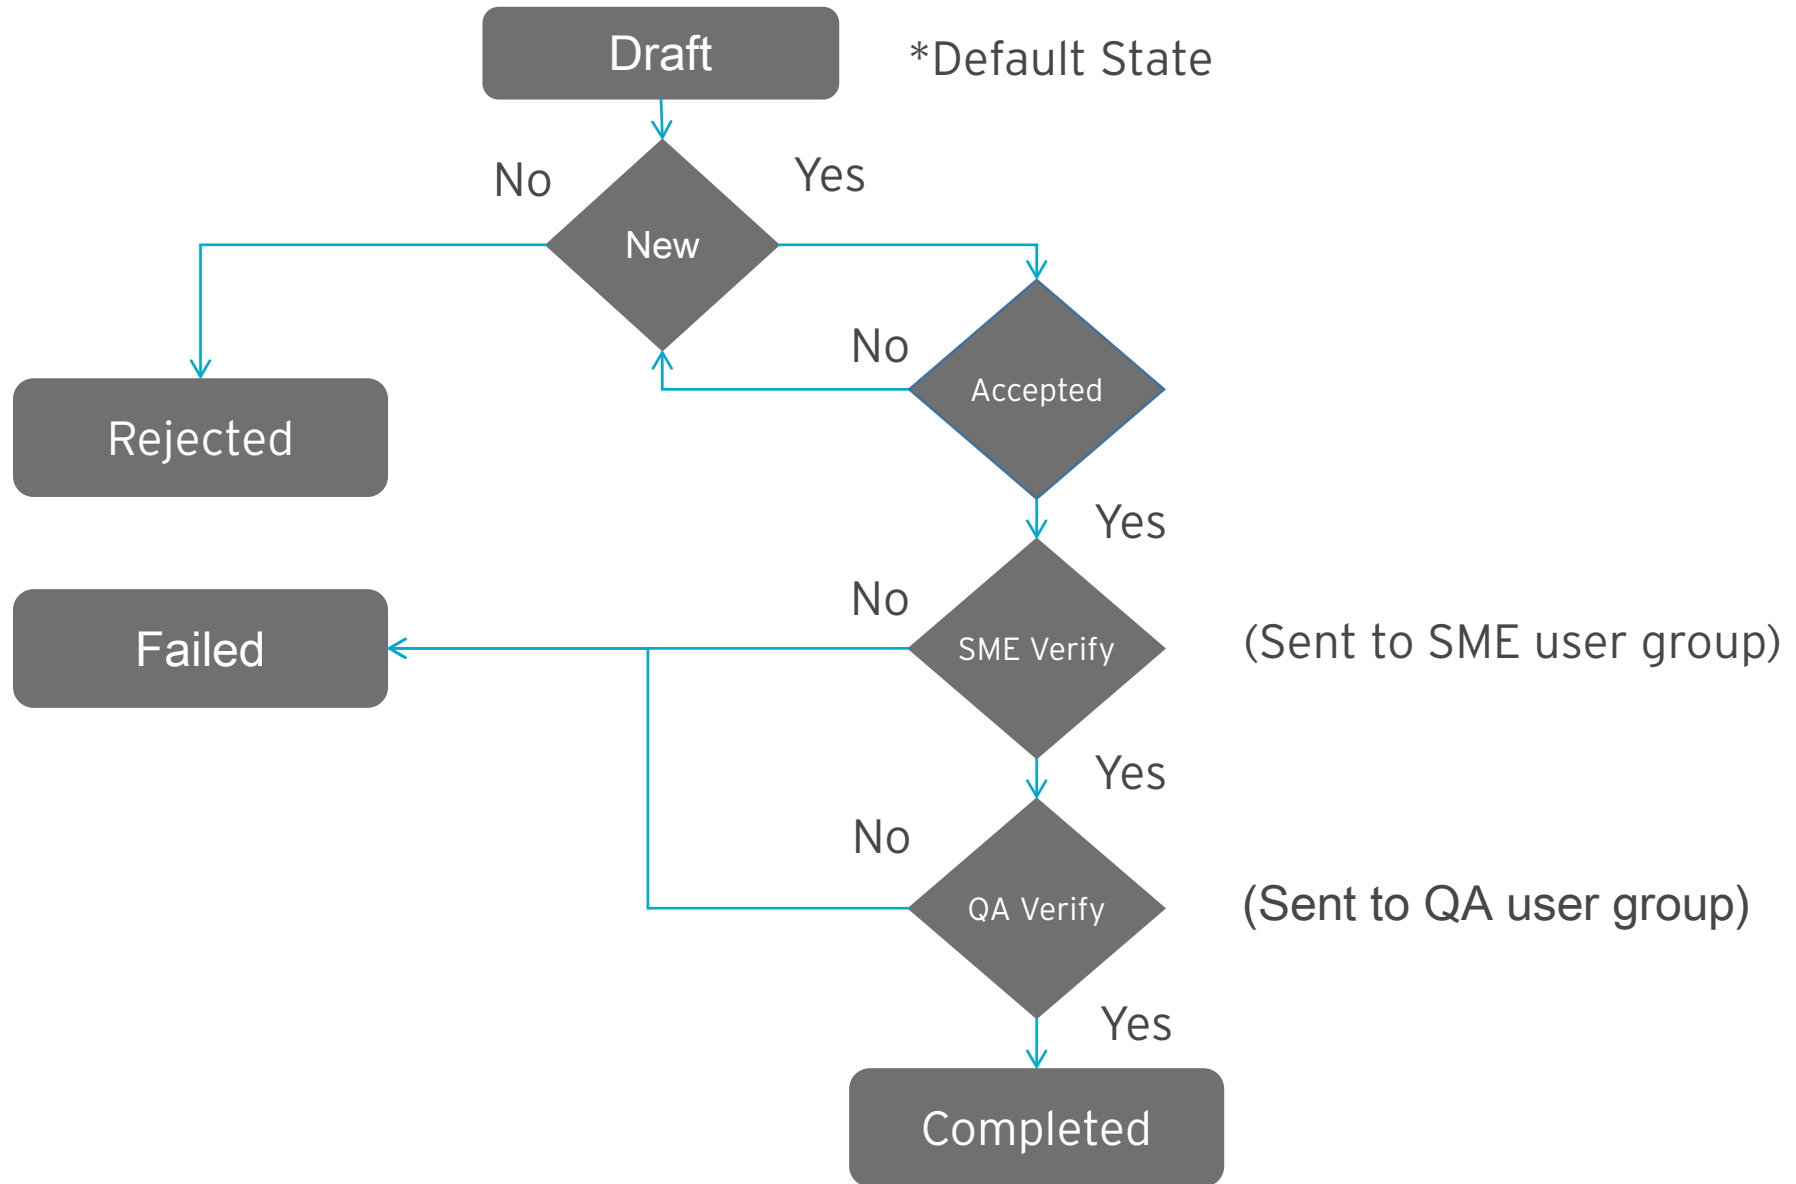 Draft
*Default State
No
Yes
New
No
Accepted
Rejected
Yes
No
Failed
SME Verify
(Sent to SME user group)
Yes
No
QA Verify
(Sent to QA user group)
Yes
Completed